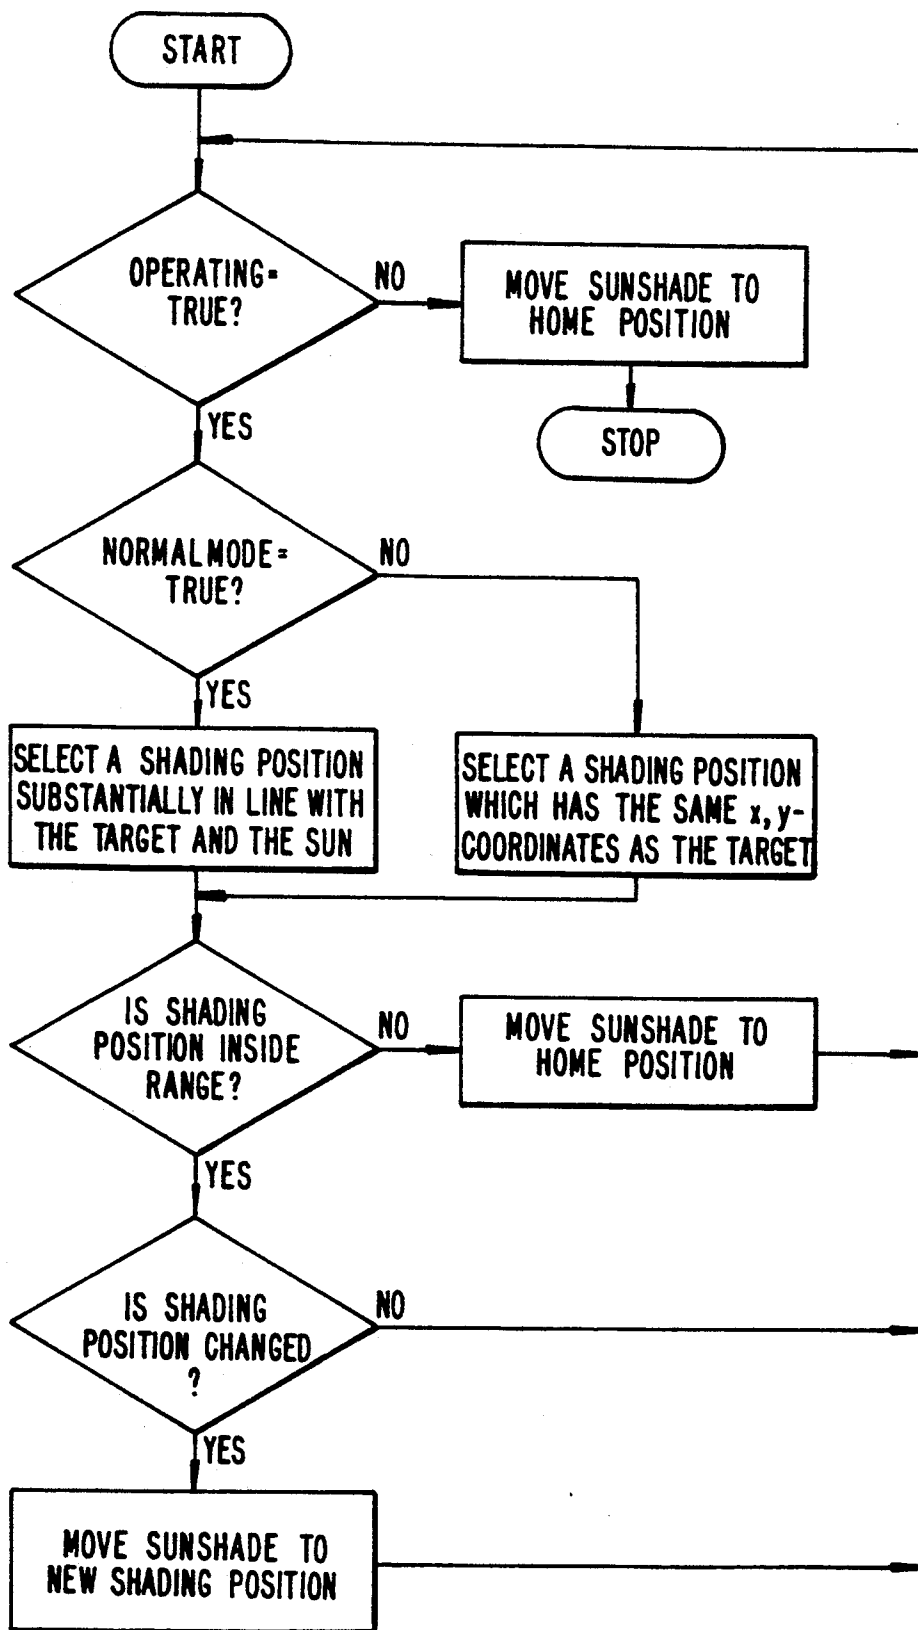 START
OPERATING=
TRUE?
NO
MOVE SUNSHADE TO
HOME POSITION
YES
STOP
NORMALMODE=
TRUE?
NO
YES
SELECT A SHADING POSITION
SUBSTANTIALLY IN LINE WITH
THE TARGET AND THE SUN
SELECT A SHADING POSITION
WHICH HAS THE SAME x, y-
COORDINATES AS THE TARGET
IS SHADING
POSITION INSIDE
RANGE?
NO
MOVE SUNSHADE TO
HOME POSITION
YES
IS SHADING
POSITION CHANGED
?
NO
YES
MOVE SUNSHADE TO
NEW SHADING POSITION